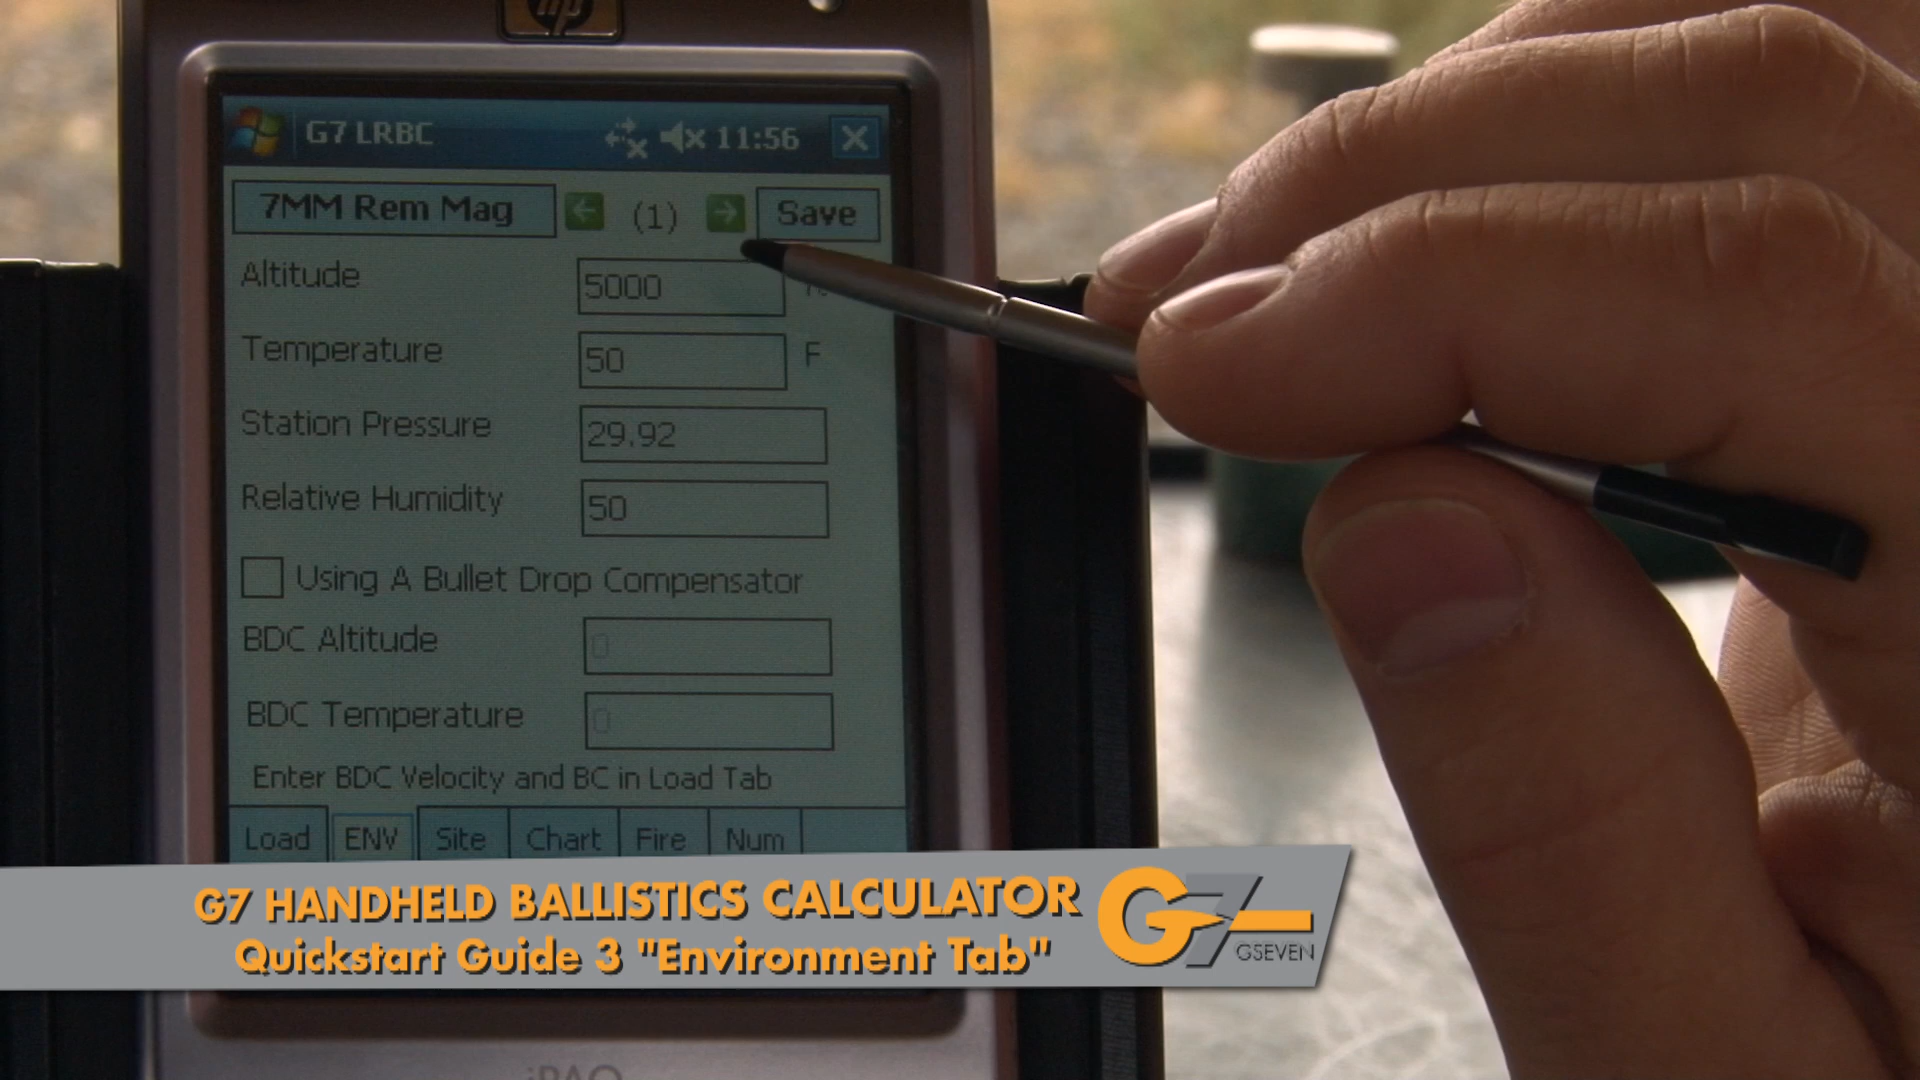 hp
G7 LRBC 11:56
7MM Rem Mag (1) Save
Altitude 5000
Temperature 50 F
Station Pressure 29.92
Relative Humidity 50
Using A Bullet Drop Compensator
BDC Altitude 0
BDC Temperature 0
Enter BDC Velocity and BC in Load Tab
Load ENV Site Chart Fire Num
G7 HANDHELD BALLISTICS CALCULATOR
Quickstart Guide 3 "Environment Tab"
G7
GSEVEN
iPAQ